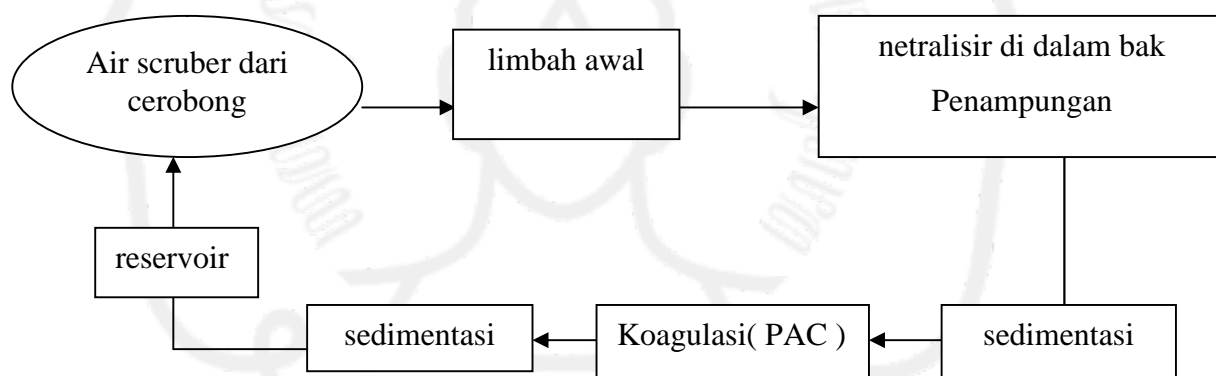 Air scruber dari
cerobong
limbah awal
netralisir di dalam bak
Penampungan
sedimentasi
Koagulasi( PAC )
sedimentasi
reservoir